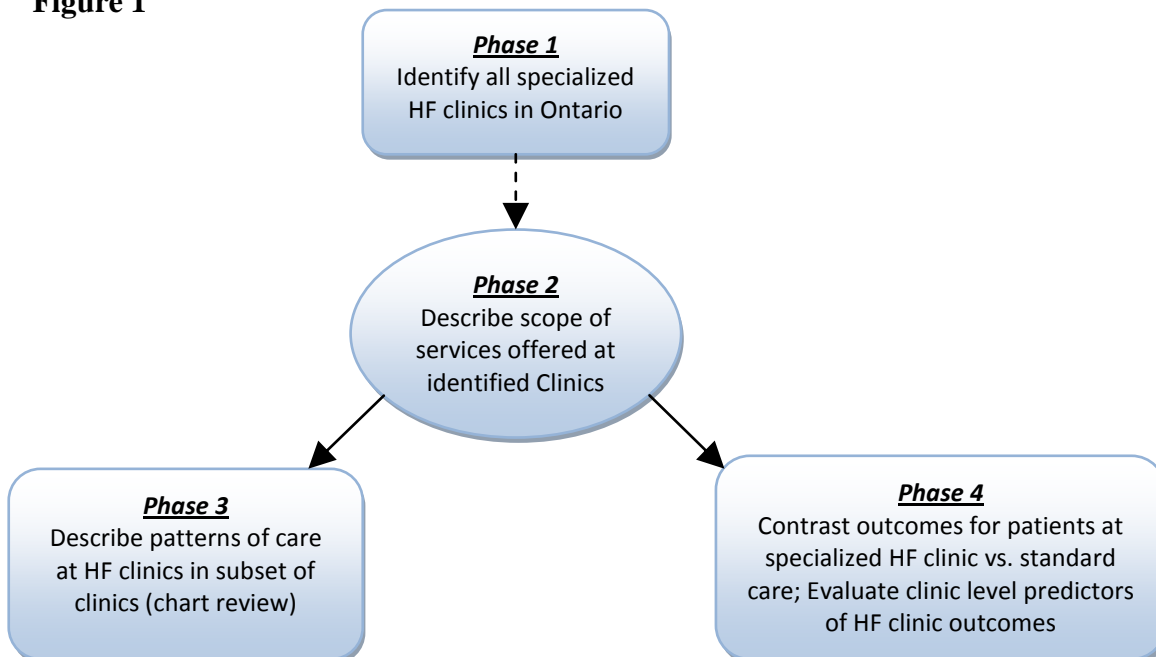 Figure 1
Phase 1
Identify all specialized
HF clinics in Ontario
Phase 2
Describe scope of
services offered at
identified Clinics
Phase 3
Describe patterns of care
at HF clinics in subset of
clinics (chart review)
Phase 4
Contrast outcomes for patients at
specialized HF clinic vs. standard
care; Evaluate clinic level predictors
of HF clinic outcomes